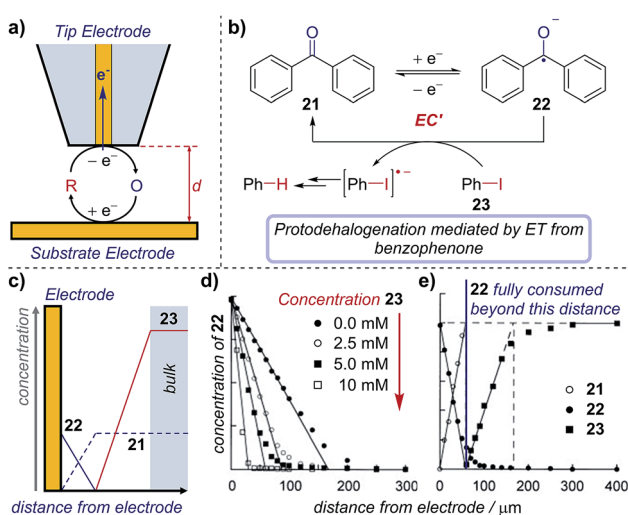 a)
Tip Electrode
e-
− e−
R
O
d
+ e−
Substrate Electrode
b)
O
21
+ e−
− e−
O −
•
22
EC'
Ph–H
[Ph–I]•−
Ph–I
23
Protodehalogenation mediated by ET from
benzophenone
c)
Electrode
concentration
23
22
21
bulk
distance from electrode
d)
Concentration 23
0.0 mM
2.5 mM
5.0 mM
10 mM
concentration of 22
0 100 200 300
e)
22 fully consumed
beyond this distance
21
22
23
0 100 200 300 400
distance from electrode / μm